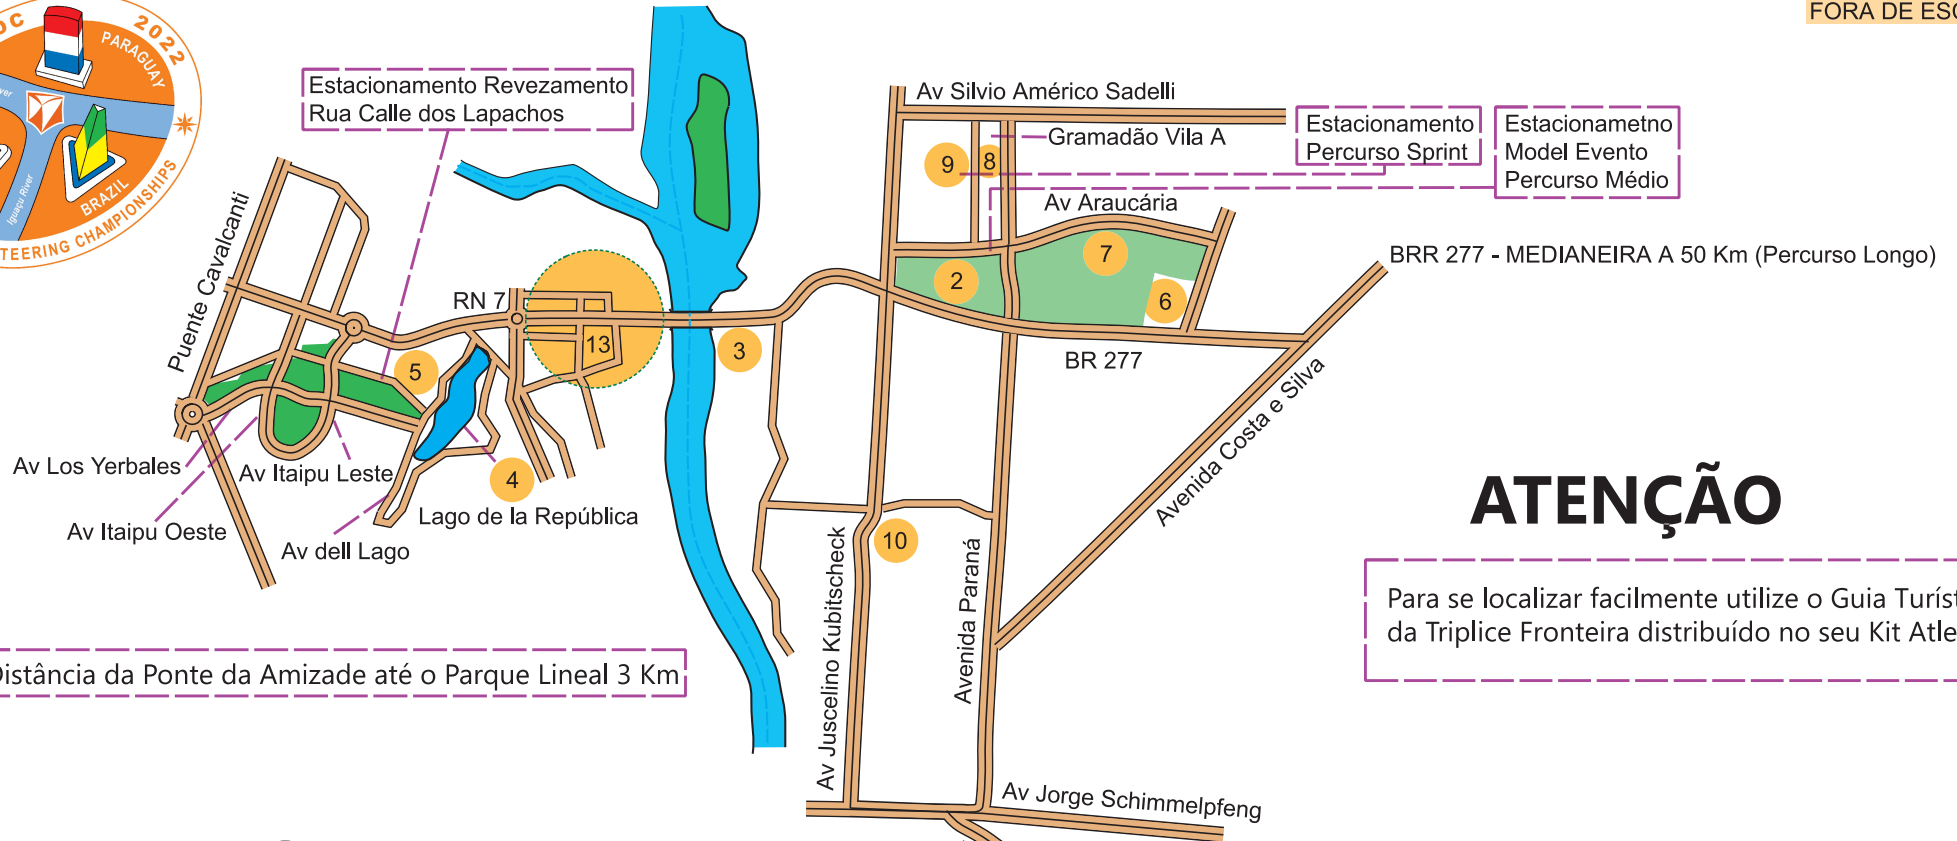 2022
PARAGUAY
BRAZIL
Iguaçu River
TEERING CHAMPIONSHIPS
FORA DE ESC
Estacionamento Revezamento
Rua Calle dos Lapachos
Av Silvio Américo Sadelli
Gramadão Vila A
Estacionamento
Percurso Sprint
Estacionametno
Model Evento
Percurso Médio
9
8
Av Araucária
7
2
6
BRR 277 - MEDIANEIRA A 50 Km (Percurso Longo)
Puente Cavalcanti
RN 7
13
3
5
BR 277
Avenida Costa e Silva
Av Los Yerbales
Av Itaipu Leste
4
Av Itaipu Oeste
Lago de la República
Av dell Lago
10
ATENÇÃO
Para se localizar facilmente utilize o Guia Turíst
da Triplice Fronteira distribuído no seu Kit Atle
Distância da Ponte da Amizade até o Parque Lineal 3 Km
Av Juscelino Kubitscheck
Avenida Paraná
Av Jorge Schimmelpfeng